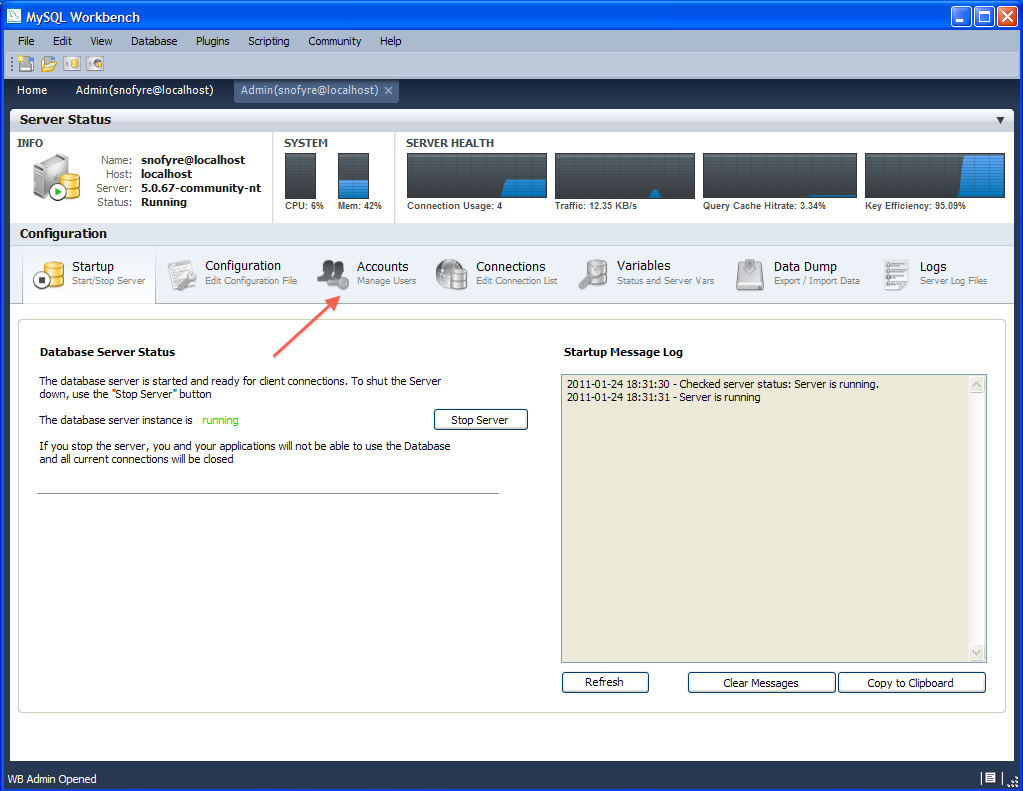 MySQL Workbench
File Edit View Database Plugins Scripting Community Help
Home Admin(snofyre@localhost) Admin(snofyre@localhost)
Server Status
INFO
Name: snofyre@localhost
Host: localhost
Server: 5.0.67-community-nt
Status: Running
SYSTEM
CPU: 6% Mem: 42%
SERVER HEALTH
Connection Usage: 4 Traffic: 12.35 KB/s Query Cache Hitrate: 3.34% Key Efficiency: 95.09%
Configuration
Startup
Start/Stop Server
Configuration
Edit Configuration File
Accounts
Manage Users
Connections
Edit Connection List
Variables
Status and Server Vars
Data Dump
Export / Import Data
Logs
Server Log Files
Database Server Status
The database server is started and ready for client connections. To shut the Server
down, use the "Stop Server" button
The database server instance is running
Stop Server
If you stop the server, you and your applications will not be able to use the Database
and all current connections will be closed
Startup Message Log
2011-01-24 18:31:30 - Checked server status: Server is running.
2011-01-24 18:31:31 - Server is running
Refresh Clear Messages Copy to Clipboard
WB Admin Opened